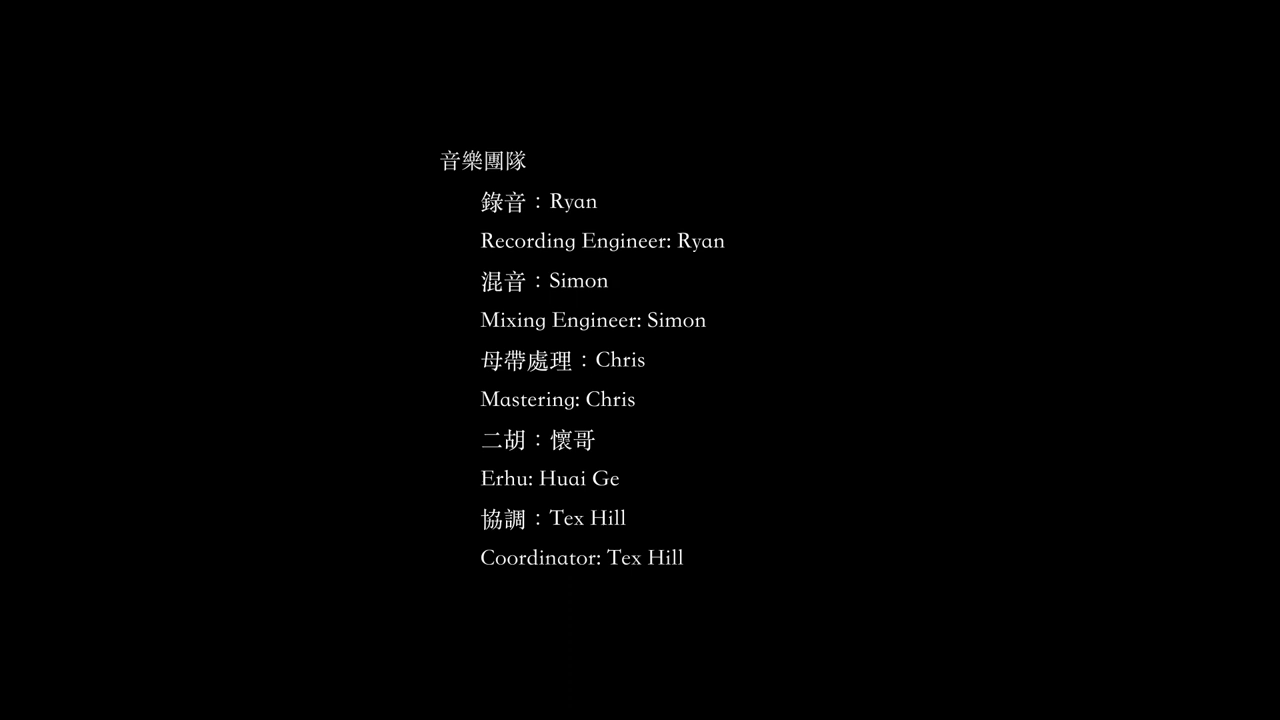 音樂團隊
錄音：Ryan
Recording Engineer: Ryan
混音：Simon
Mixing Engineer: Simon
母帶處理：Chris
Mastering: Chris
二胡：懷哥
Erhu: Huai Ge
協調：Tex Hill
Coordinator: Tex Hill